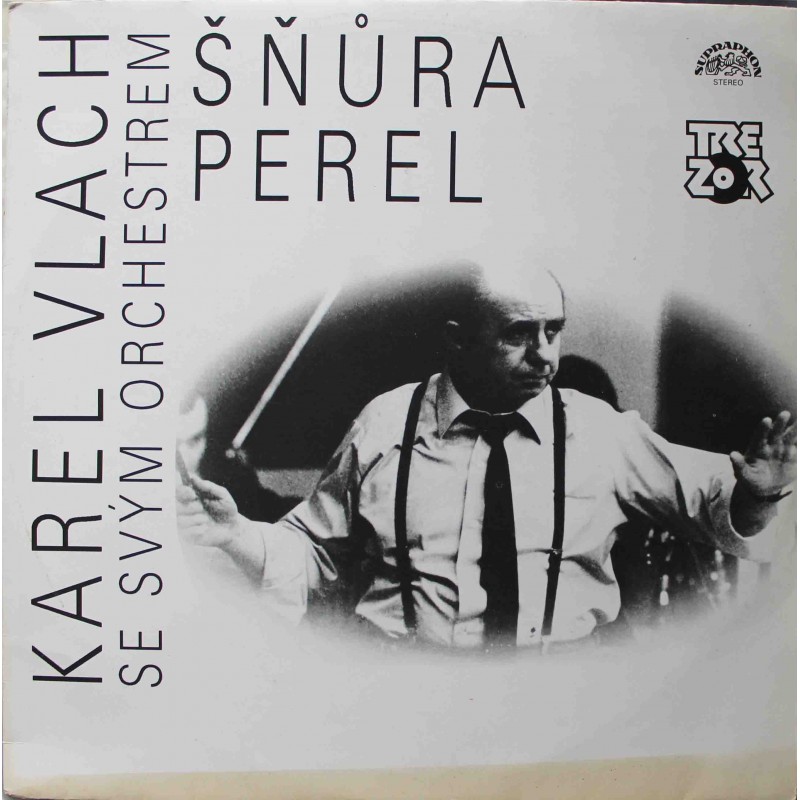 KAREL VLACH
SE SVÝM ORCHESTREM
ŠŇŮRA
PEREL
SUPRAPHON
STEREO
TREZOR